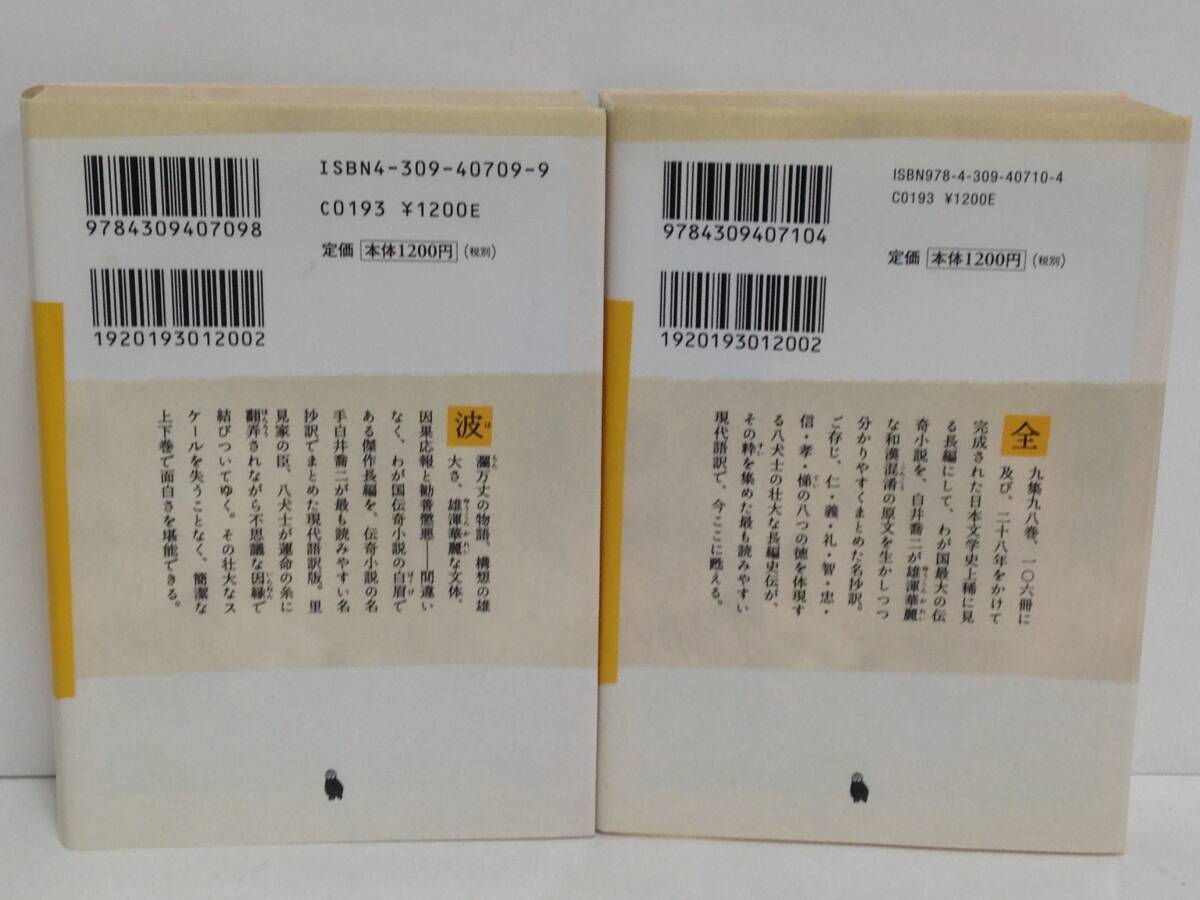 ISBN4-309-40709-9
C0193 ¥1200E
9784309407098
定価 本体1200円 (税別)
1920193012002
波瀾万丈の物語、構想の雄
大さ、雄渾華麗な文体、
因果応報と勧善懲悪――間違い
なく、わが国伝奇小説の白眉で
ある傑作長編を、伝奇小説の名
手白井喬二が最も読みやすい名
抄訳でまとめた現代語訳版。里
見家の臣、八犬士が運命の糸に
翻弄されながら不思議な因縁で
結びついてゆく。その壮大なス
ケールを失うことなく、簡潔な
上下巻で面白さを堪能できる。
ISBN978-4-309-40710-4
C0193 ¥1200E
9784309407104
定価 本体1200円 (税別)
1920193012002
全九集九八巻、一〇六冊に
及び、二十八年をかけて
完成された日本文学史上稀に見
る長編にして、わが国最大の伝
奇小説を、白井喬二が雄渾華麗
な和漢混淆の原文を生かしつつ
分かりやすくまとめた名抄訳。
ご存じ、仁・義・礼・智・忠・
信・孝・悌の八つの徳を体現す
る八犬士の壮大な長編史伝が、
その粋を集めた最も読みやすい
現代語訳で、今ここに甦える。